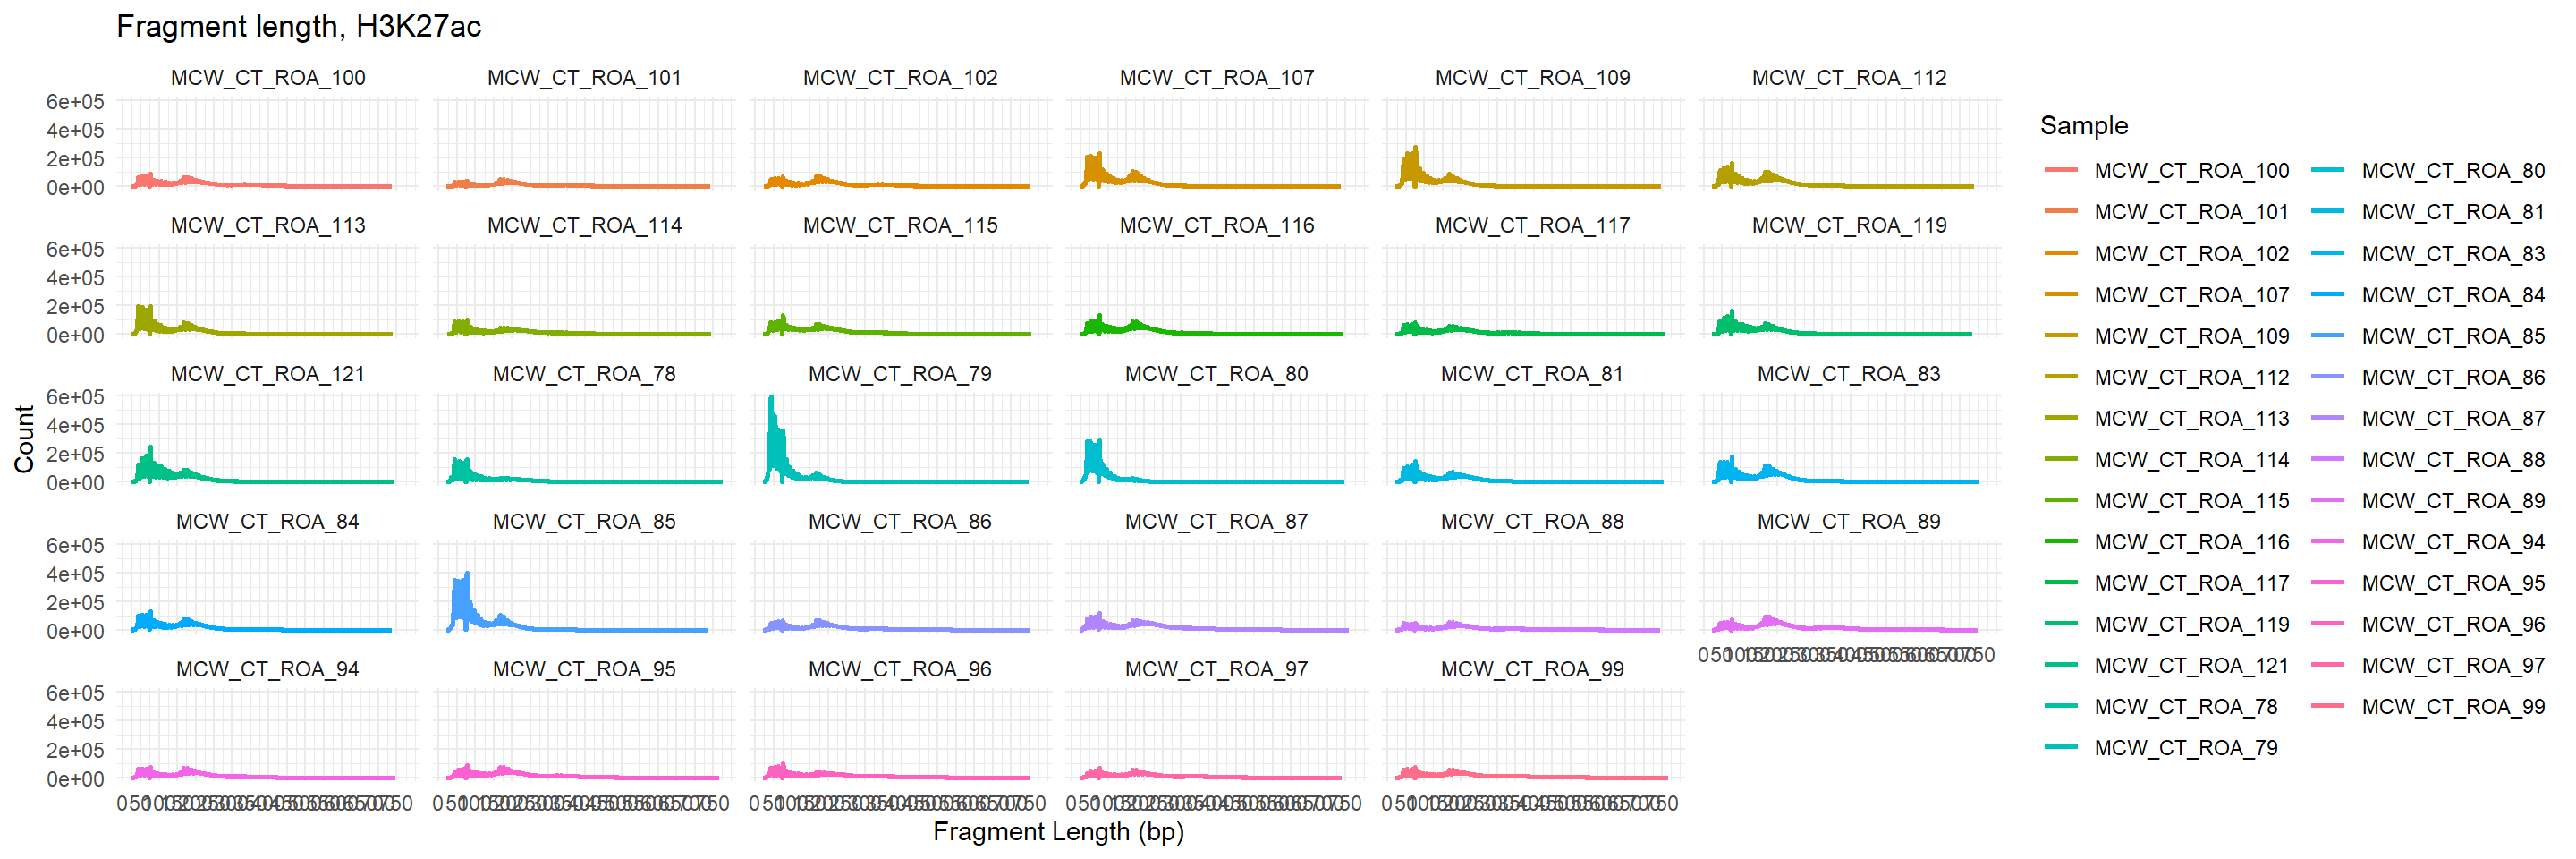 Fragment length, H3K27ac
MCW_CT_ROA_100 MCW_CT_ROA_101 MCW_CT_ROA_102 MCW_CT_ROA_107 MCW_CT_ROA_109 MCW_CT_ROA_112
6e+05
4e+05
2e+05
0e+00
MCW_CT_ROA_113 MCW_CT_ROA_114 MCW_CT_ROA_115 MCW_CT_ROA_116 MCW_CT_ROA_117 MCW_CT_ROA_119
6e+05
4e+05
2e+05
0e+00
MCW_CT_ROA_121 MCW_CT_ROA_78 MCW_CT_ROA_79 MCW_CT_ROA_80 MCW_CT_ROA_81 MCW_CT_ROA_83
6e+05
4e+05
2e+05
0e+00
MCW_CT_ROA_84 MCW_CT_ROA_85 MCW_CT_ROA_86 MCW_CT_ROA_87 MCW_CT_ROA_88 MCW_CT_ROA_89
6e+05
4e+05
2e+05
0e+00
MCW_CT_ROA_94 MCW_CT_ROA_95 MCW_CT_ROA_96 MCW_CT_ROA_97 MCW_CT_ROA_99
6e+05
4e+05
2e+05
0e+00
Count
Fragment Length (bp)
Sample
MCW_CT_ROA_100
MCW_CT_ROA_101
MCW_CT_ROA_102
MCW_CT_ROA_107
MCW_CT_ROA_109
MCW_CT_ROA_112
MCW_CT_ROA_113
MCW_CT_ROA_114
MCW_CT_ROA_115
MCW_CT_ROA_116
MCW_CT_ROA_117
MCW_CT_ROA_119
MCW_CT_ROA_121
MCW_CT_ROA_78
MCW_CT_ROA_79
MCW_CT_ROA_80
MCW_CT_ROA_81
MCW_CT_ROA_83
MCW_CT_ROA_84
MCW_CT_ROA_85
MCW_CT_ROA_86
MCW_CT_ROA_87
MCW_CT_ROA_88
MCW_CT_ROA_89
MCW_CT_ROA_94
MCW_CT_ROA_95
MCW_CT_ROA_96
MCW_CT_ROA_97
MCW_CT_ROA_99